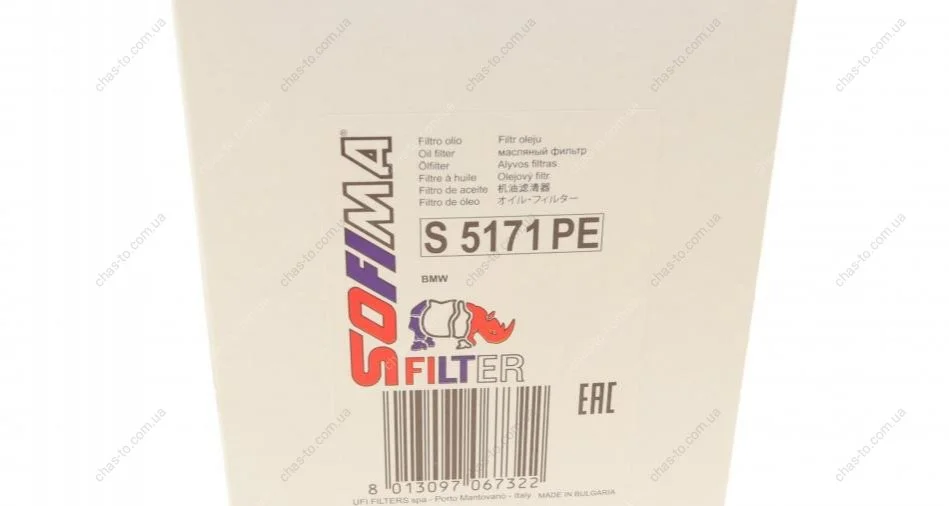 SOFIMA®
Filtro olio
Oil filter
Ölfilter
Filtre à huile
Filtro de aceite
Filtro de óleo
Filtr oleju
масляный фильтр
Alyvos filtras
Olejový filtr
机油滤清器
オイル・フィルター
S 5171 PE
BMW
FILTER
EAC
8 013097 067322
UFI FILTERS spa - Porto Mantovano - Italy MADE IN BULGARIA
chas-to.com.ua